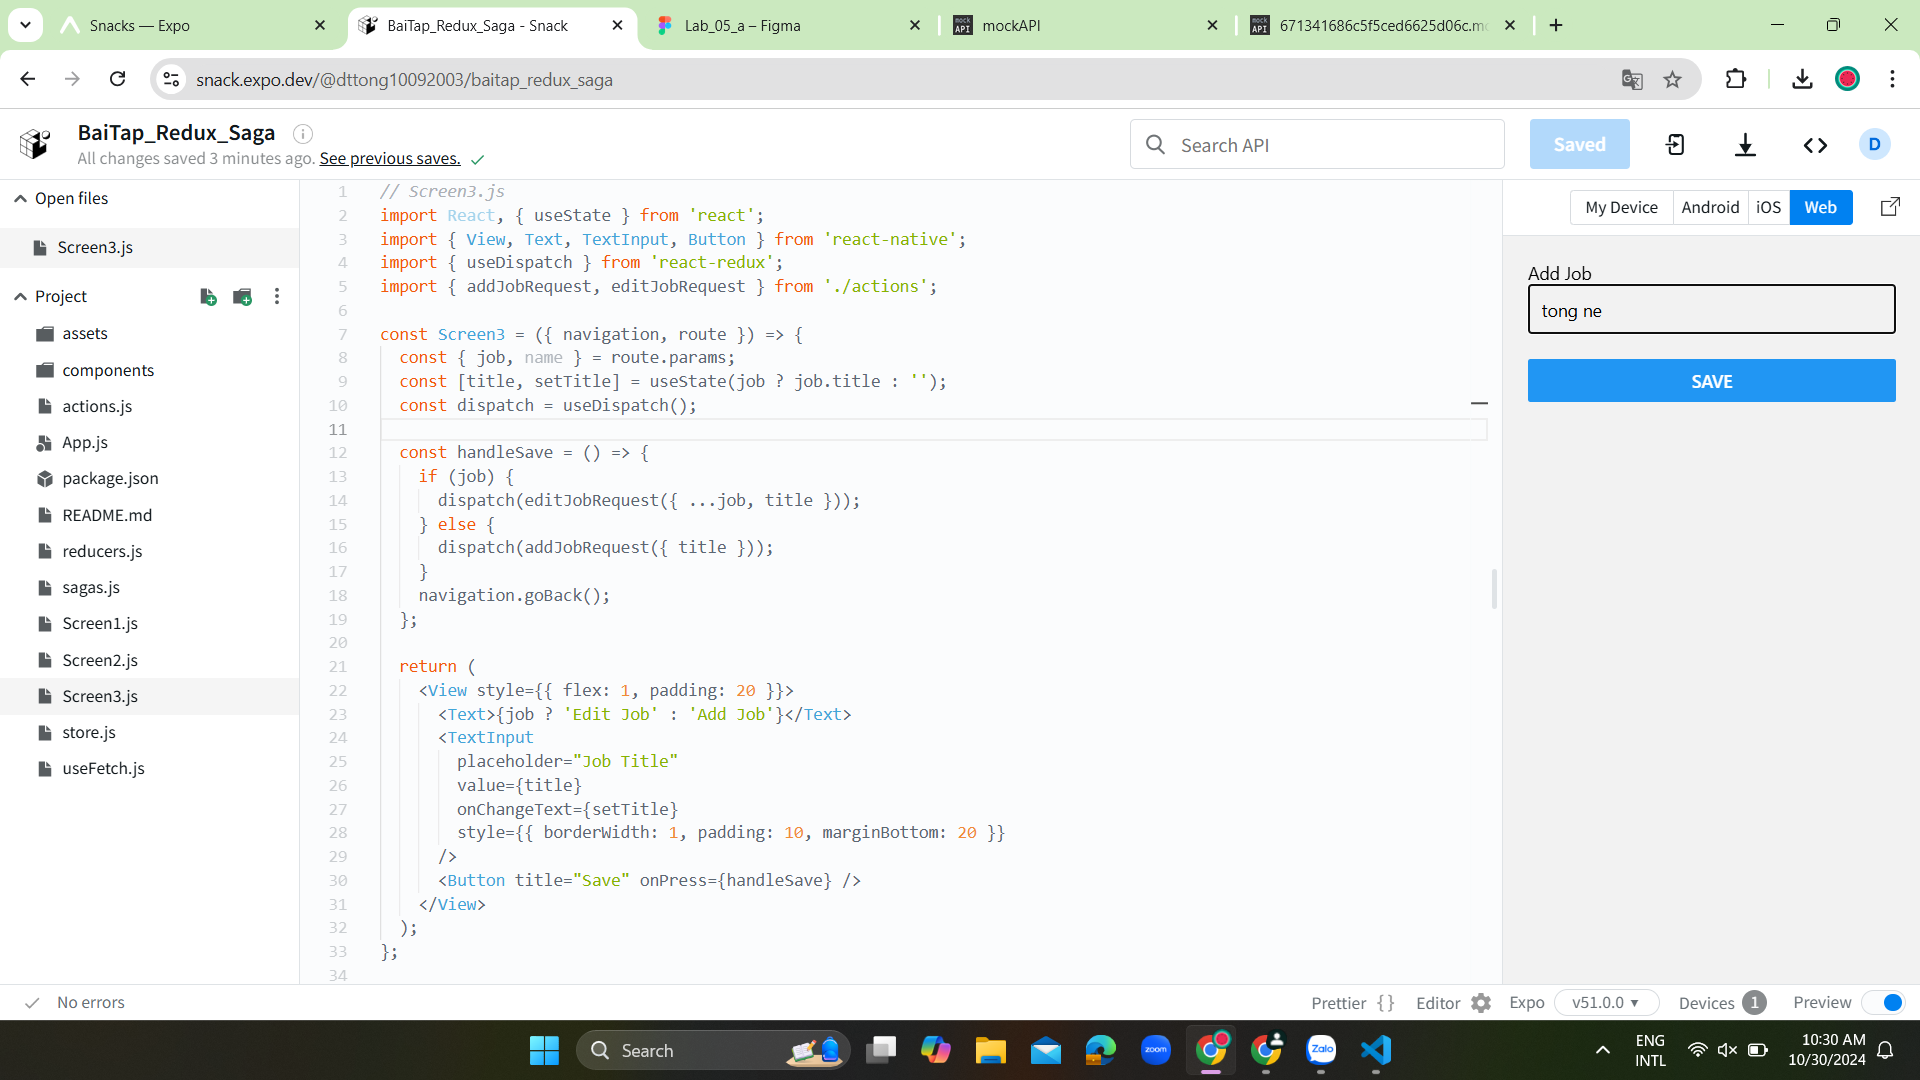 Snacks — Expo
BaiTap_Redux_Saga - Snack
Lab_05_a – Figma
mockAPI
671341686c5f5ced6625d06c.mo
snack.expo.dev/@dttong10092003/baitap_redux_saga
BaiTap_Redux_Saga
All changes saved 3 minutes ago. See previous saves.
Search API
Saved
D
Open files
Screen3.js
Project
assets
components
actions.js
App.js
package.json
README.md
reducers.js
sagas.js
Screen1.js
Screen2.js
Screen3.js
store.js
useFetch.js
1 // Screen3.js
2 import React, { useState } from 'react';
3 import { View, Text, TextInput, Button } from 'react-native';
4 import { useDispatch } from 'react-redux';
5 import { addJobRequest, editJobRequest } from './actions';
6
7 const Screen3 = ({ navigation, route }) => {
8 const { job, name } = route.params;
9 const [title, setTitle] = useState(job ? job.title : '');
10 const dispatch = useDispatch();
11
12 const handleSave = () => {
13 if (job) {
14 dispatch(editJobRequest({ ...job, title }));
15 } else {
16 dispatch(addJobRequest({ title }));
17 }
18 navigation.goBack();
19 };
20
21 return (
22 <View style={{ flex: 1, padding: 20 }}>
23 <Text>{job ? 'Edit Job' : 'Add Job'}</Text>
24 <TextInput
25 placeholder="Job Title"
26 value={title}
27 onChangeText={setTitle}
28 style={{ borderWidth: 1, padding: 10, marginBottom: 20 }}
29 />
30 <Button title="Save" onPress={handleSave} />
31 </View>
32 );
33 };
34
My Device
Android
iOS
Web
Add Job
tong ne
SAVE
No errors
Prettier { }
Editor
Expo
v51.0.0 ▾
Devices 1
Preview
Search
zoom
Zalo
ENG
INTL
10:30 AM
10/30/2024